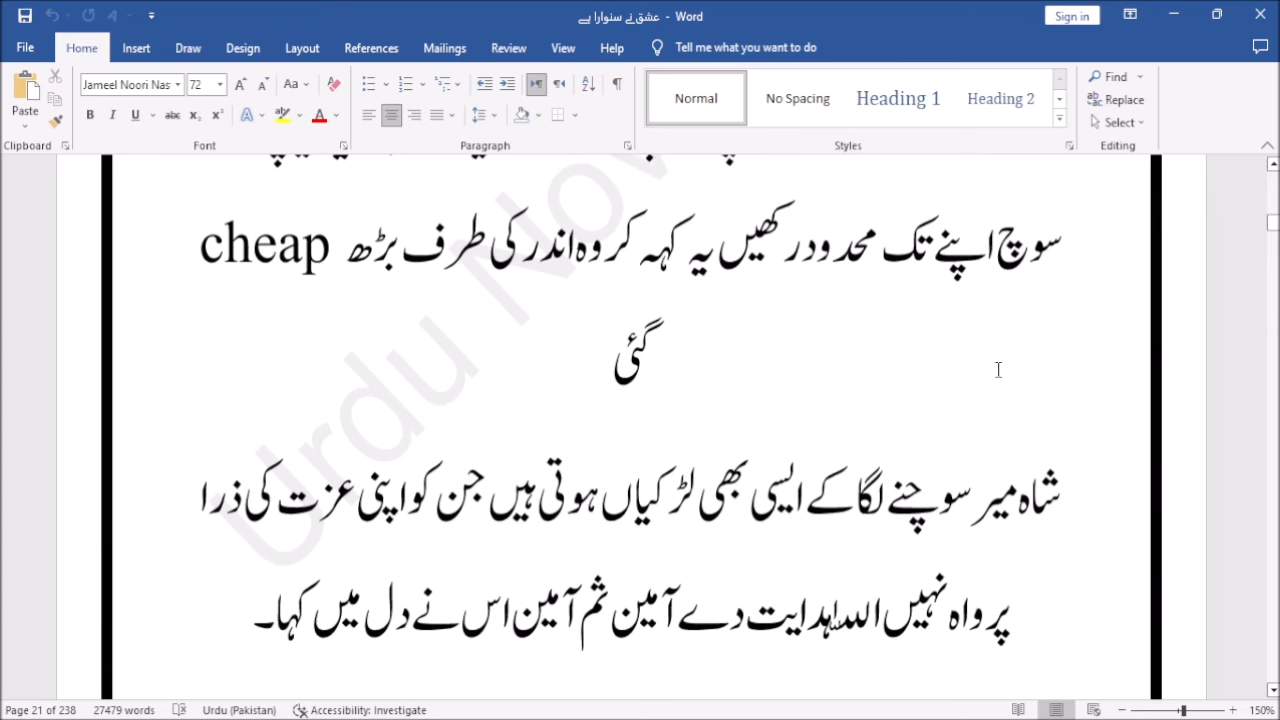 عشق نے سنوارا ہے - Word
Sign in
File Home Insert Draw Design Layout References Mailings Review View Help Tell me what you want to do
Paste
Jameel Noori Nas 72
Normal
No Spacing
Heading 1
Heading 2
Find
Replace
Select
Clipboard Font Paragraph Styles Editing
سوچ اپنے تک محدود رکھیں یہ کہہ کر وہ اندر کی طرف بڑھ cheap
گئی
شاہ میر سوچنے لگا کے ایسی بھی لڑکیاں ہوتی ہیں جن کو اپنی عزت کی ذرا
پرواہ نہیں اللہ ہدایت دے آمین ثم آمین اس نے دل میں کہا۔
Urdu Nov
Page 21 of 238 27479 words Urdu (Pakistan) Accessibility: Investigate 150%